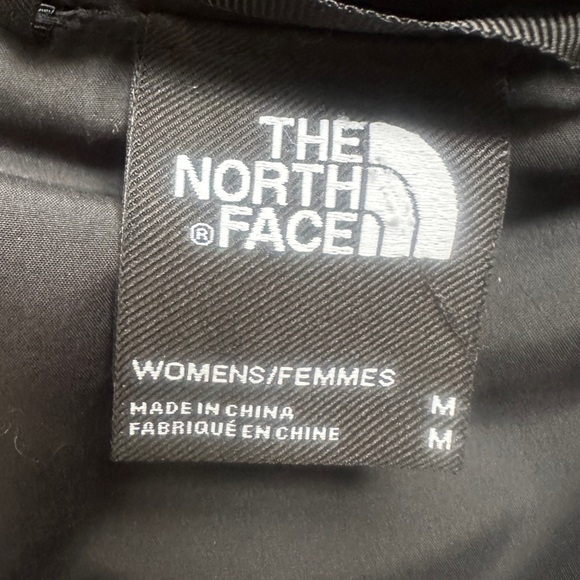 THE
NORTH
® FACE
WOMENS/FEMMES
MADE IN CHINA M
FABRIQUÉ EN CHINE M